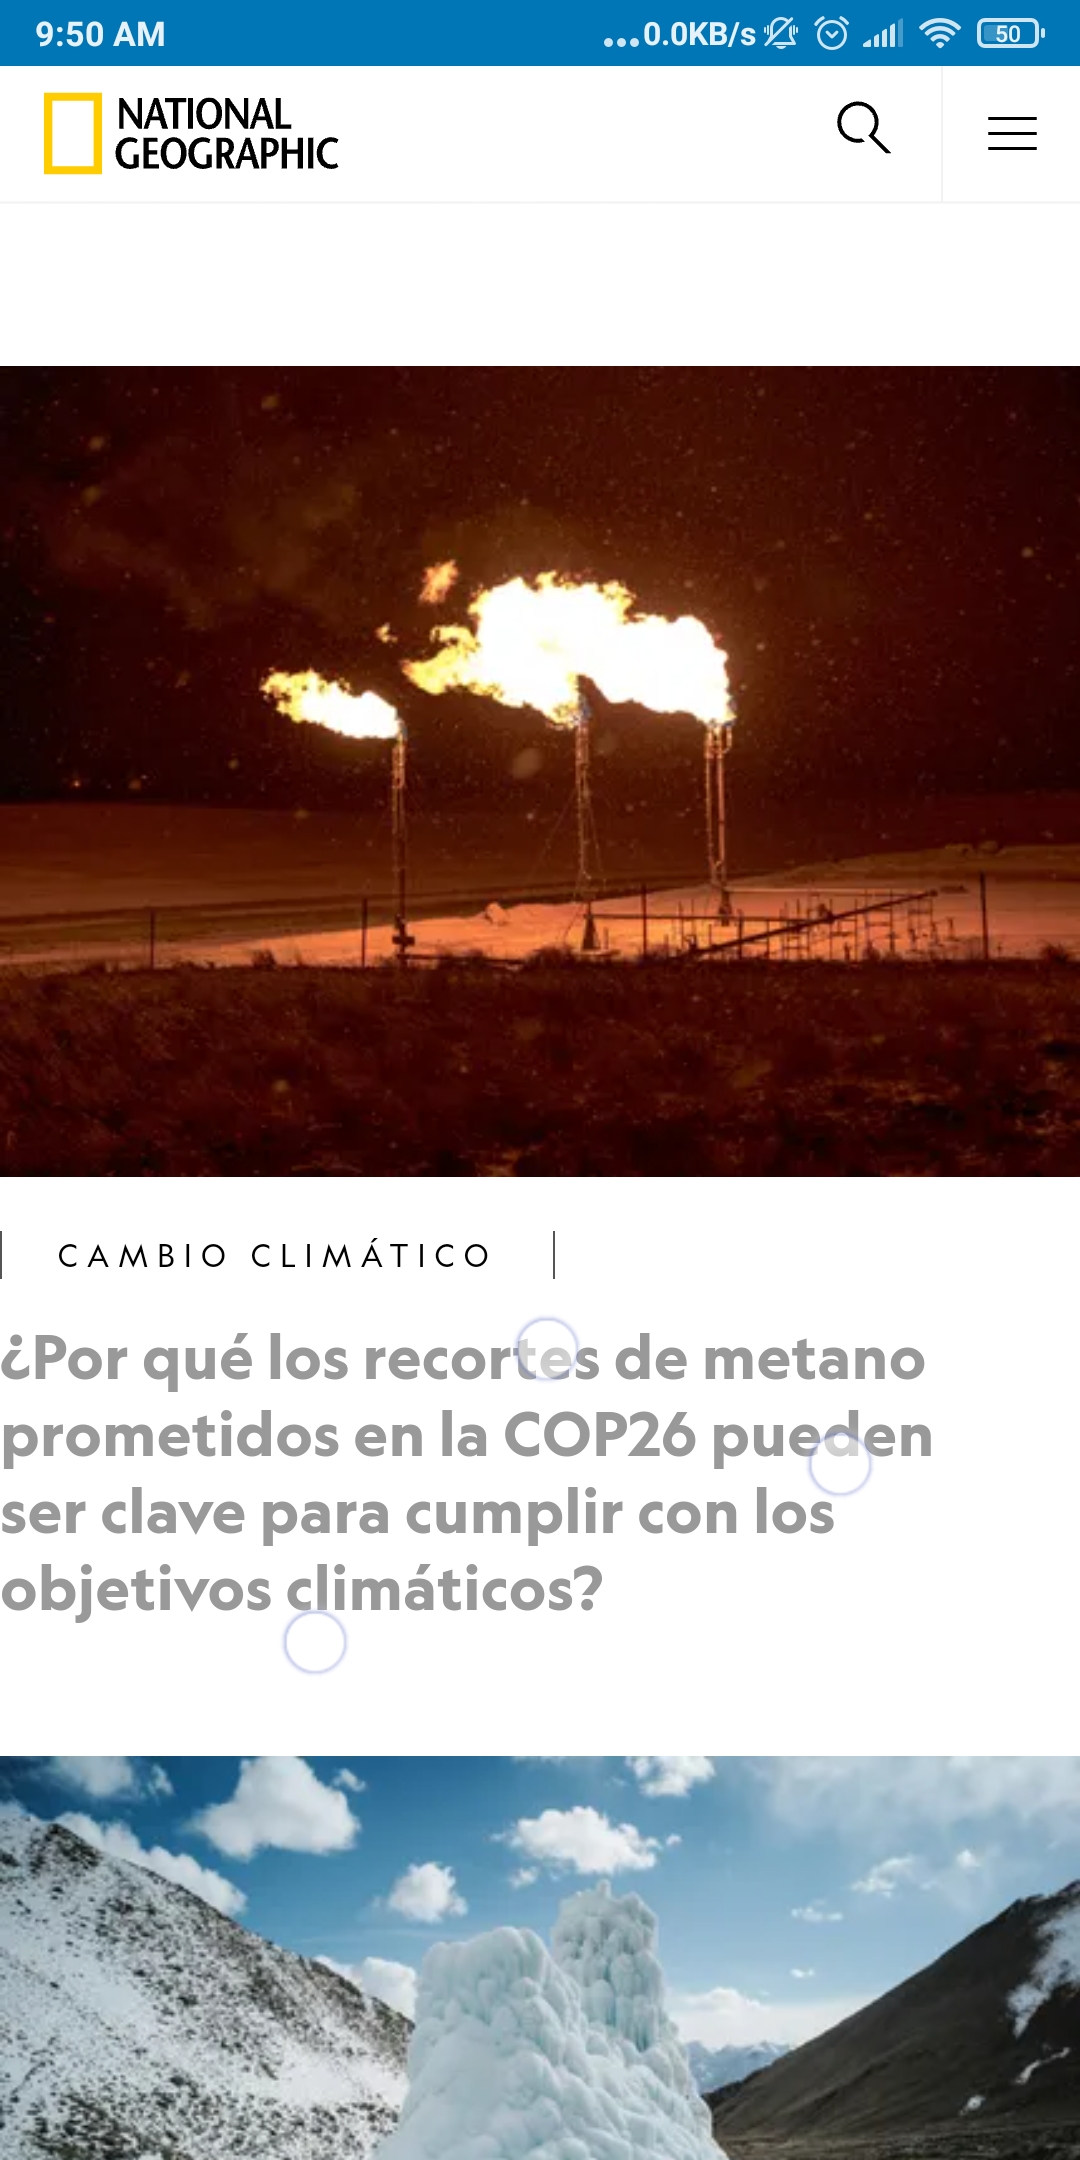 9:50 AM
...0.0KB/s
50
NATIONAL
GEOGRAPHIC
CAMBIO CLIMÁTICO
¿Por qué los recortes de metano
prometidos en la COP26 pueden
ser clave para cumplir con los
objetivos climáticos?